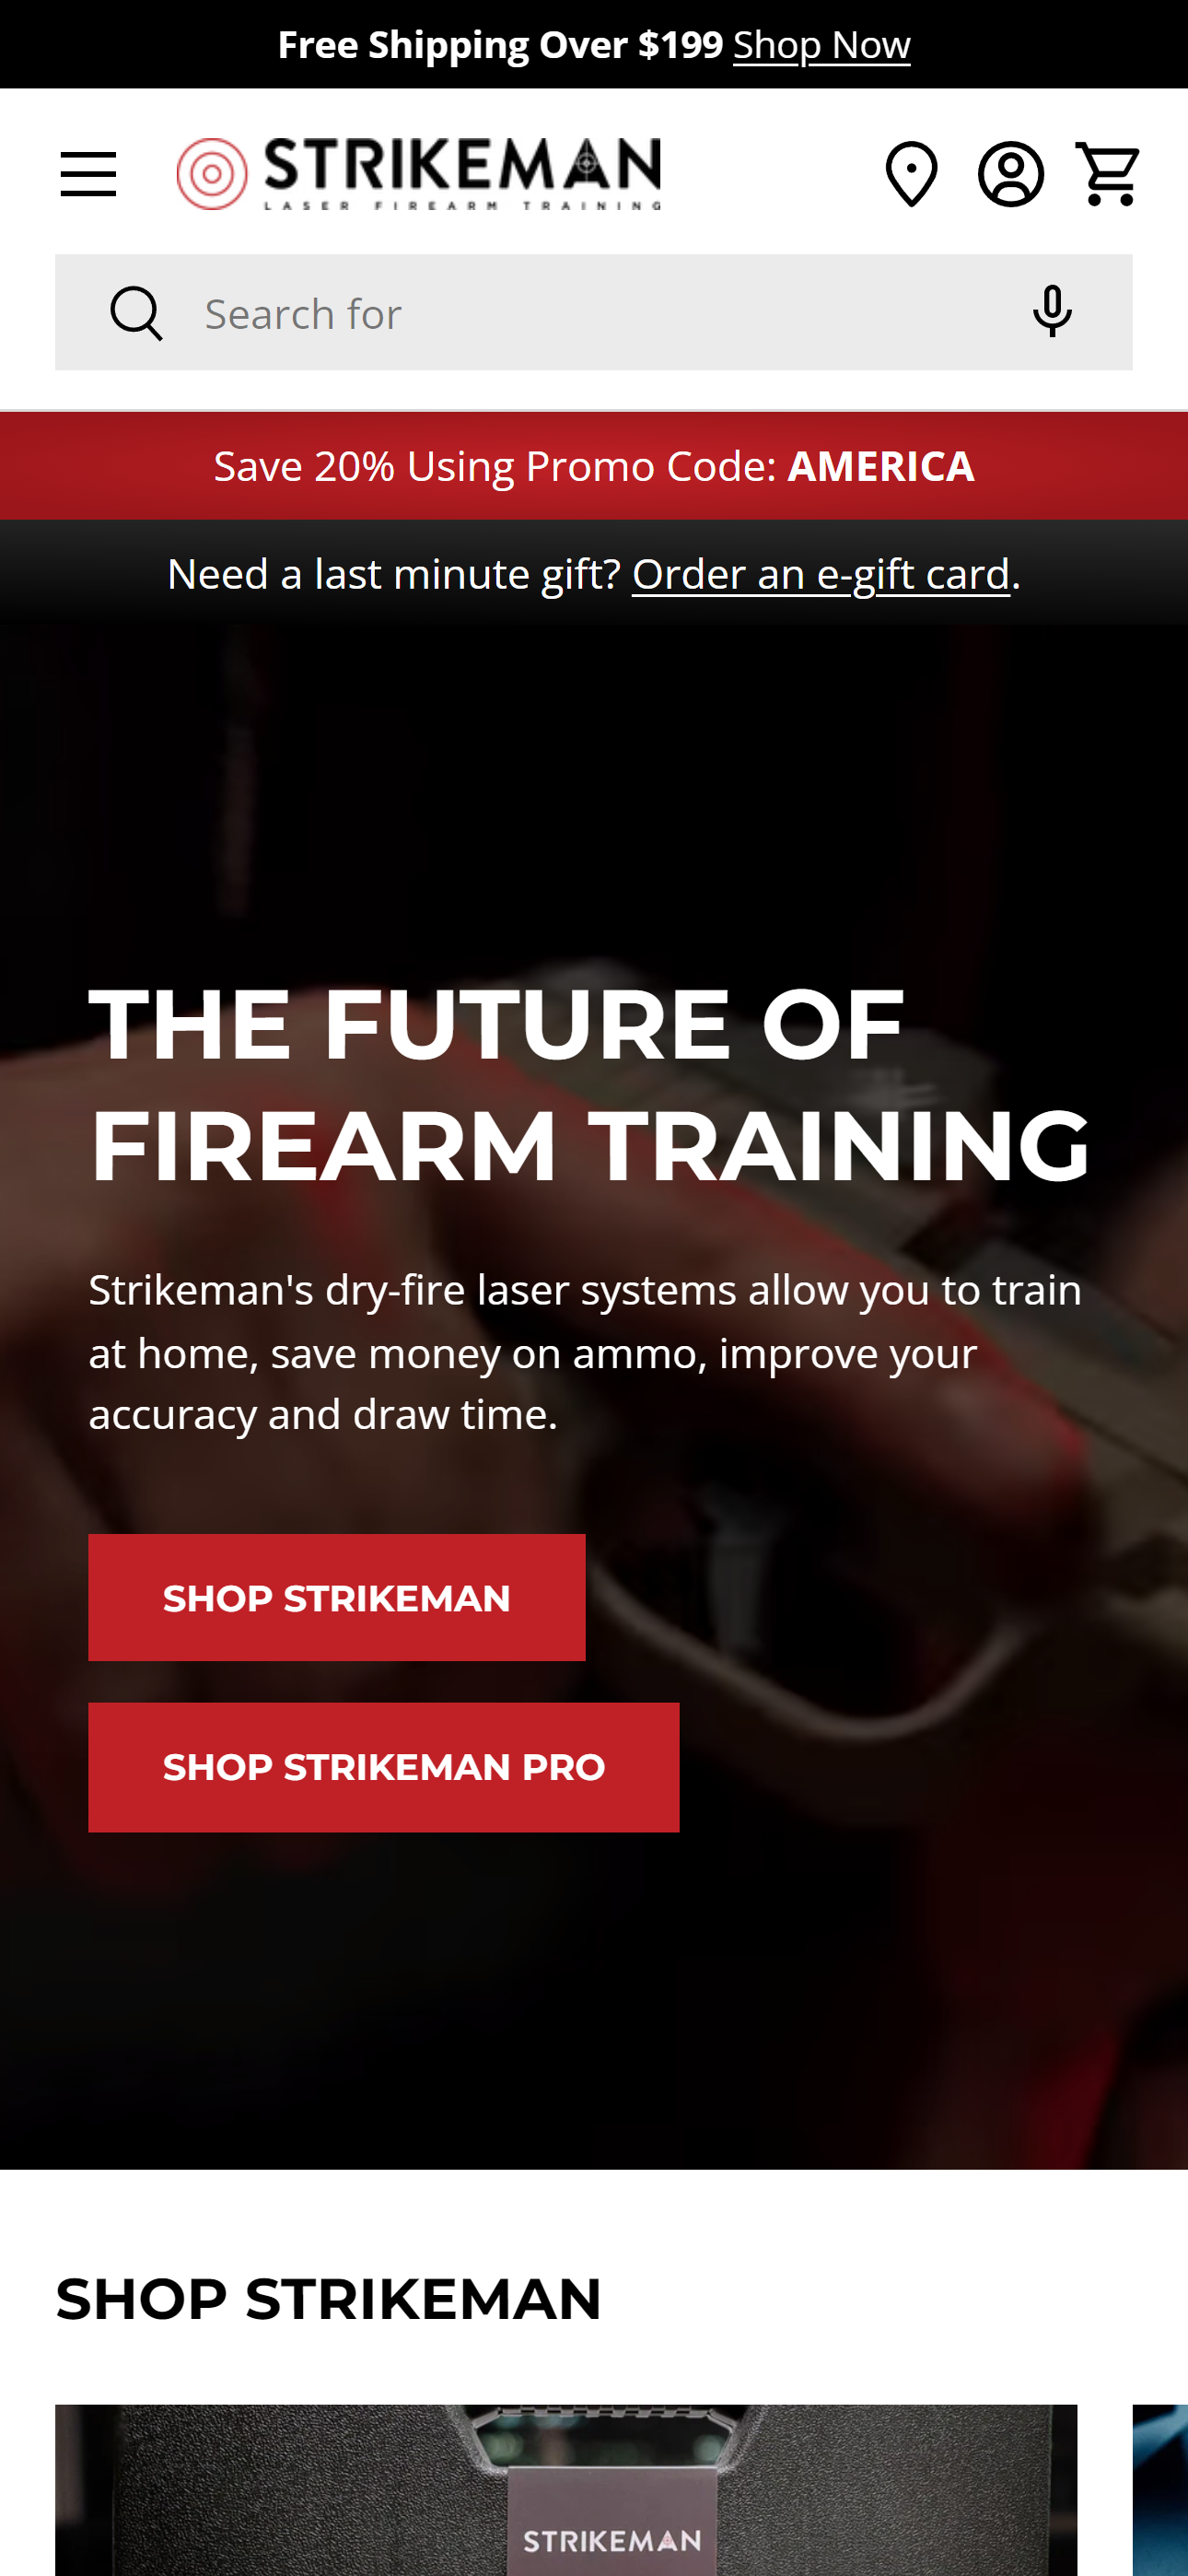 Free Shipping Over $199 Shop Now
STRIKEMAN
LASER FIREARM TRAINING
Search for
Save 20% Using Promo Code: AMERICA
Need a last minute gift? Order an e-gift card.
THE FUTURE OF
FIREARM TRAINING
Strikeman's dry-fire laser systems allow you to train
at home, save money on ammo, improve your
accuracy and draw time.
SHOP STRIKEMAN
SHOP STRIKEMAN PRO
SHOP STRIKEMAN
STRIKEMAN